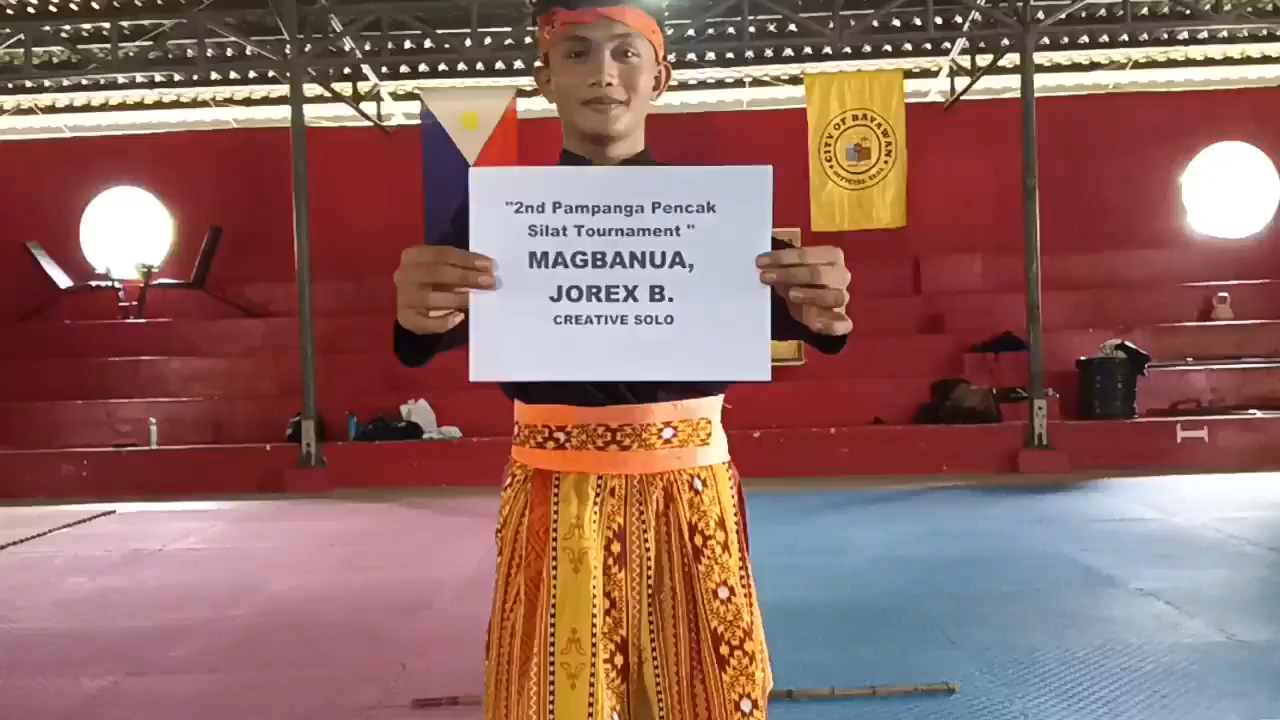 CITY OF BAYAWAN
OFFICIAL SEAL
"2nd Pampanga Pencak
Silat Tournament "
MAGBANUA,
JOREX B.
CREATIVE SOLO